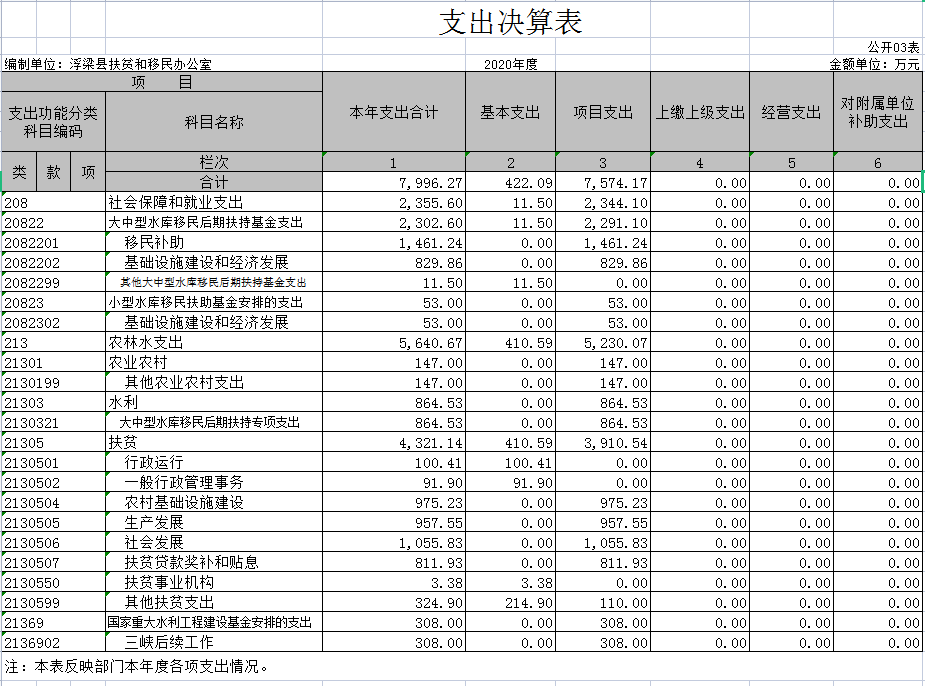 支出决算表
公开03表
编制单位：浮梁县扶贫和移民办公室 2020年度 金额单位：万元
项 目 本年支出合计 基本支出 项目支出 上缴上级支出 经营支出 对附属单位补助支出
支出功能分类科目编码 科目名称
类 款 项 栏次 1 2 3 4 5 6
合计 7,996.27 422.09 7,574.17 0.00 0.00 0.00
208 社会保障和就业支出 2,355.60 11.50 2,344.10 0.00 0.00 0.00
20822 大中型水库移民后期扶持基金支出 2,302.60 11.50 2,291.10 0.00 0.00 0.00
2082201 移民补助 1,461.24 0.00 1,461.24 0.00 0.00 0.00
2082202 基础设施建设和经济发展 829.86 0.00 829.86 0.00 0.00 0.00
2082299 其他大中型水库移民后期扶持基金支出 11.50 11.50 0.00 0.00 0.00 0.00
20823 小型水库移民扶助基金安排的支出 53.00 0.00 53.00 0.00 0.00 0.00
2082302 基础设施建设和经济发展 53.00 0.00 53.00 0.00 0.00 0.00
213 农林水支出 5,640.67 410.59 5,230.07 0.00 0.00 0.00
21301 农业农村 147.00 0.00 147.00 0.00 0.00 0.00
2130199 其他农业农村支出 147.00 0.00 147.00 0.00 0.00 0.00
21303 水利 864.53 0.00 864.53 0.00 0.00 0.00
2130321 大中型水库移民后期扶持专项支出 864.53 0.00 864.53 0.00 0.00 0.00
21305 扶贫 4,321.14 410.59 3,910.54 0.00 0.00 0.00
2130501 行政运行 100.41 100.41 0.00 0.00 0.00 0.00
2130502 一般行政管理事务 91.90 91.90 0.00 0.00 0.00 0.00
2130504 农村基础设施建设 975.23 0.00 975.23 0.00 0.00 0.00
2130505 生产发展 957.55 0.00 957.55 0.00 0.00 0.00
2130506 社会发展 1,055.83 0.00 1,055.83 0.00 0.00 0.00
2130507 扶贫贷款奖补和贴息 811.93 0.00 811.93 0.00 0.00 0.00
2130550 扶贫事业机构 3.38 3.38 0.00 0.00 0.00 0.00
2130599 其他扶贫支出 324.90 214.90 110.00 0.00 0.00 0.00
21369 国家重大水利工程建设基金安排的支出 308.00 0.00 308.00 0.00 0.00 0.00
2136902 三峡后续工作 308.00 0.00 308.00 0.00 0.00 0.00
注：本表反映部门本年度各项支出情况。